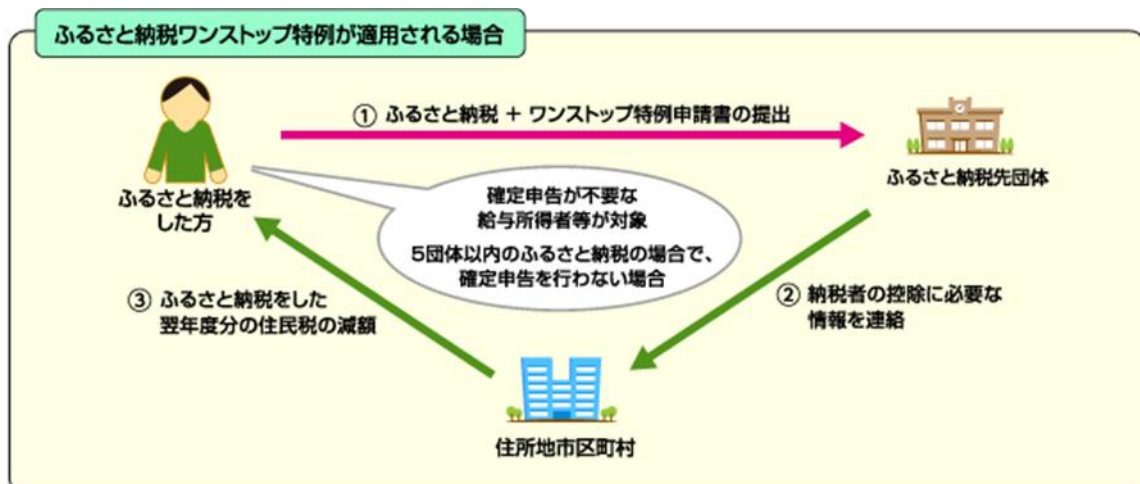 ふるさと納税ワンストップ特例が適用される場合
① ふるさと納税 + ワンストップ特例申請書の提出
ふるさと納税を
した方
ふるさと納税先団体
確定申告が不要な
給与所得者等が対象
5団体以内のふるさと納税の場合で、
確定申告を行わない場合
② 納税者の控除に必要な
情報を連絡
③ ふるさと納税をした
翌年度分の住民税の減額
住所地市区町村